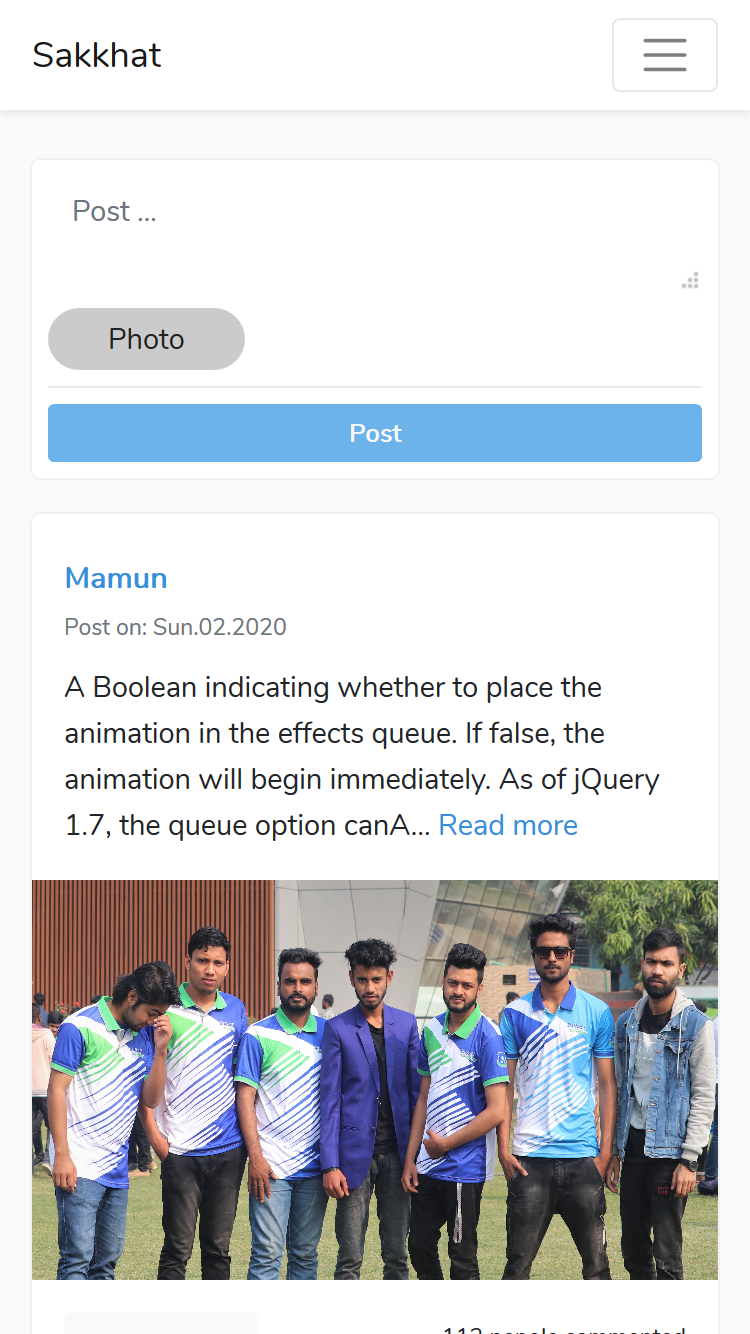 Sakkhat
Post ...
Photo
Post
Mamun
Post on: Sun.02.2020
A Boolean indicating whether to place the
animation in the effects queue. If false, the
animation will begin immediately. As of jQuery
1.7, the queue option canA... Read more